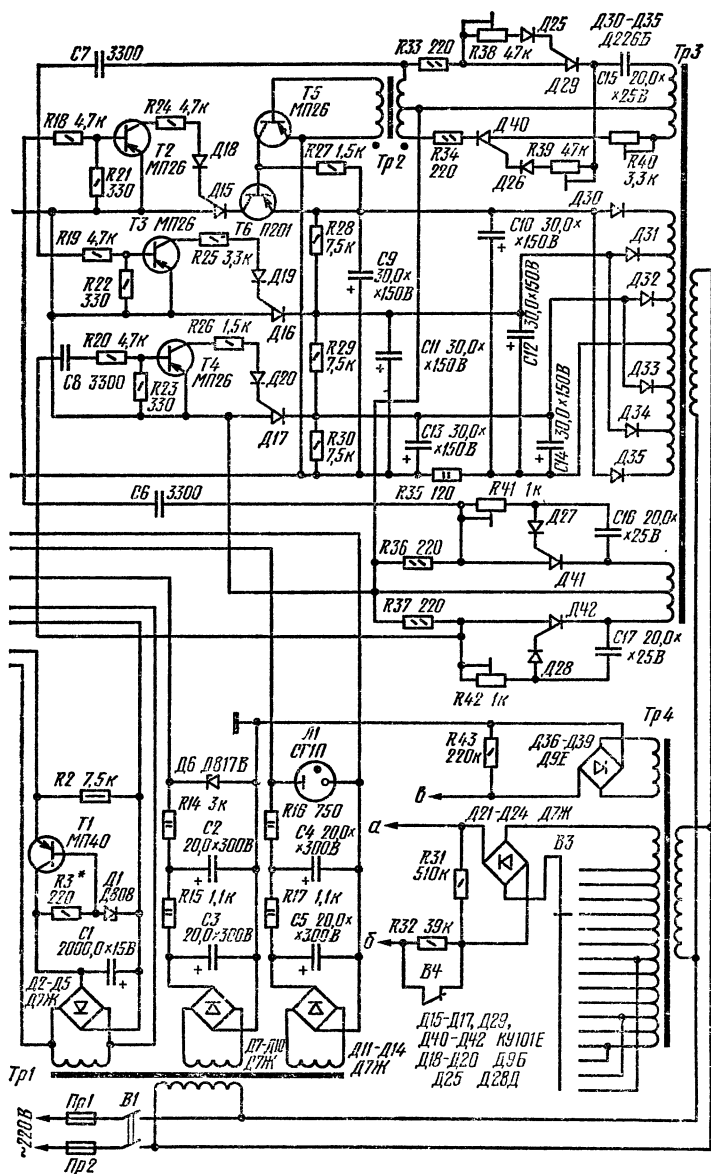 C7 3300
R33 220
R38 47к
Д25
Д29
Д30-Д35
Д226Б
C15 20,0×
×25В
Тр3
R18 4,7к
R24 4,7к
Т2
МП26
Д18
Т5
МП26
Тр2
R34
220
Д40
Д26
R39 47к
R40
3,3к
R21
330
Д15
R27 1,5к
Т3 МП26
Т6 П201
Д30
R19 4,7к
R25 3,3к
R28
7,5к
C9
30,0×
×150В
C10 30,0×
×150В
Д31
R22
330
Д19
Д16
Д32
C12 30,0×150В
R20 4,7к
R26 1,5к
C8 3300
Т4
МП26
Д20
R29
7,5к
C11 30,0×
×150В
Д33
R23
330
Д17
R30
7,5к
C13 30,0×
×150В
C14 30,0×150В
Д34
Д35
R35 120
C6 3300
R41 1к
Д27
C16 20,0×
×25В
R36 220
Д41
R37 220
Д42
C17 20,0×
×25В
Д28
R42 1к
Тр4
Л1
СГ1П
R43
220к
Д36-Д39
Д9Е
Д6 Д817В
R2 7,5к
R14 3к
R16 750
в
а
Д21-Д24 Д7Ж
В3
Т1
МП40
C2
20,0×300В
C4 20,0×
×300В
R31
510к
R3*
220
Д1
Д808
R15 1,1к
R17 1,1к
C1
2000,0×15В
C3
20,0×300В
C5 20,0×
×300В
б
R32 39к
В4
Д2-Д5
Д7Ж
Д7-Д10
Д7Ж
Д11-Д14
Д7Ж
Д15-Д17, Д29,
Д40-Д42 КУ101Е
Д18-Д20 Д9Б
Д25 Д28Д
Тр1
~220В
Пр1
В1
Пр2